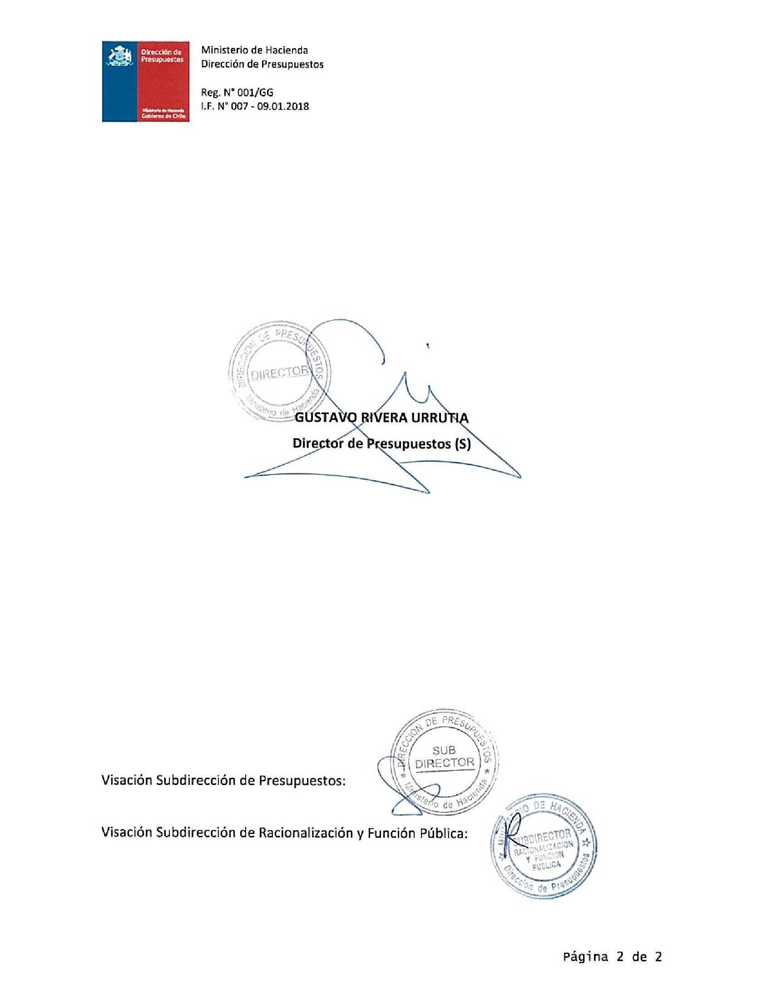 Dirección de
Presupuestos
Ministerio de Hacienda
Gobierno de Chile
Ministerio de Hacienda
Dirección de Presupuestos
Reg. N° 001/GG
I.F. N° 007 - 09.01.2018
DIRECCION DE PRESUPUESTOS
DIRECTOR
Ministerio de Hacienda
GUSTAVO RIVERA URRUTIA
Director de Presupuestos (S)
DIRECCION DE PRESUPUESTOS
SUB
DIRECTOR
Ministerio de Hacienda
Visación Subdirección de Presupuestos:
MINISTERIO DE HACIENDA
SUBDIRECTOR
RACIONALIZACION
Y FUNCION
PUBLICA
Dirección de Presupuestos
Visación Subdirección de Racionalización y Función Pública:
Página 2 de 2